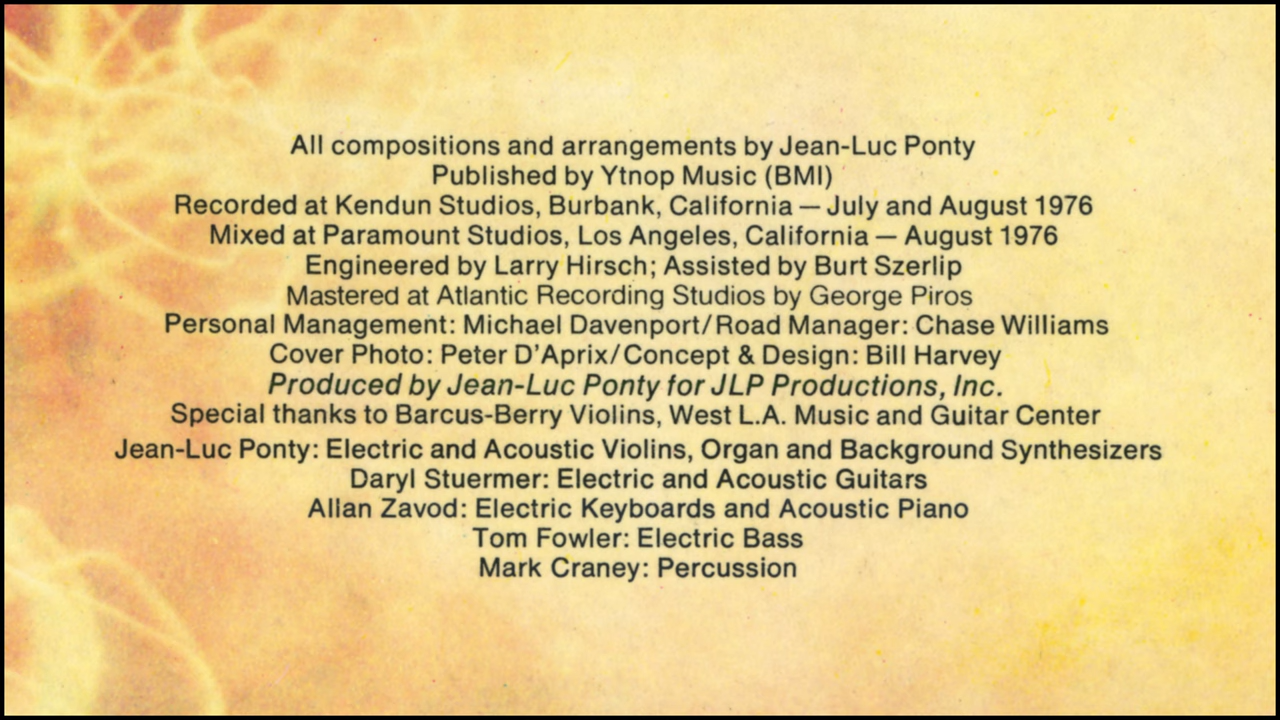 All compositions and arrangements by Jean-Luc Ponty
Published by Ytnop Music (BMI)
Recorded at Kendun Studios, Burbank, California — July and August 1976
Mixed at Paramount Studios, Los Angeles, California — August 1976
Engineered by Larry Hirsch; Assisted by Burt Szerlip
Mastered at Atlantic Recording Studios by George Piros
Personal Management: Michael Davenport/Road Manager: Chase Williams
Cover Photo: Peter D'Aprix/Concept & Design: Bill Harvey
Produced by Jean-Luc Ponty for JLP Productions, Inc.
Special thanks to Barcus-Berry Violins, West L.A. Music and Guitar Center
Jean-Luc Ponty: Electric and Acoustic Violins, Organ and Background Synthesizers
Daryl Stuermer: Electric and Acoustic Guitars
Allan Zavod: Electric Keyboards and Acoustic Piano
Tom Fowler: Electric Bass
Mark Craney: Percussion